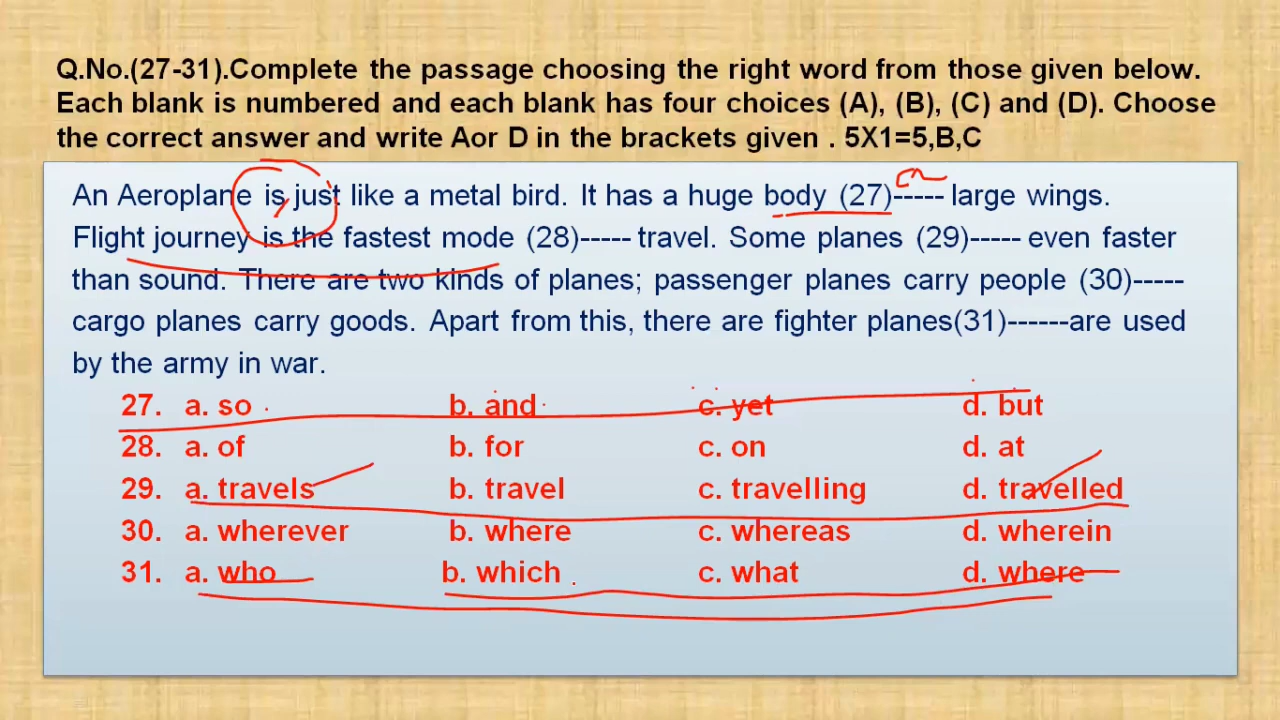 Q.No.(27-31).Complete the passage choosing the right word from those given below.
Each blank is numbered and each blank has four choices (A), (B), (C) and (D). Choose
the correct answer and write Aor D in the brackets given . 5X1=5,B,C
An Aeroplane is just like a metal bird. It has a huge body (27)----- large wings.
Flight journey is the fastest mode (28)----- travel. Some planes (29)----- even faster
than sound. There are two kinds of planes; passenger planes carry people (30)-----
cargo planes carry goods. Apart from this, there are fighter planes(31)------are used
by the army in war.
27. a. so b. and c. yet d. but
28. a. of b. for c. on d. at
29. a. travels b. travel c. travelling d. travelled
30. a. wherever b. where c. whereas d. wherein
31. a. who b. which c. what d. where